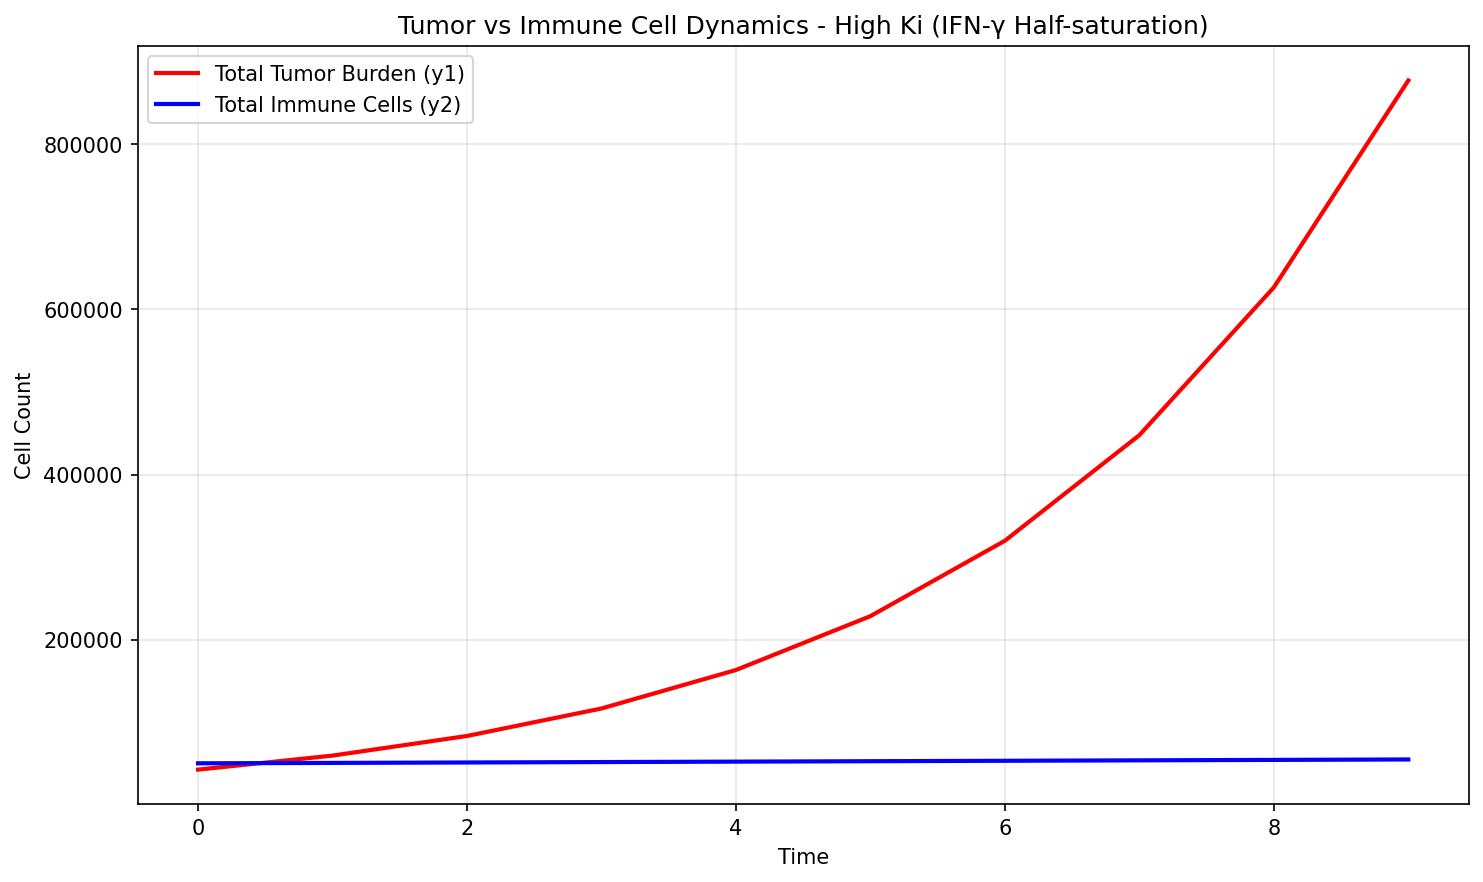 Tumor vs Immune Cell Dynamics - High Ki (IFN-γ Half-saturation)
Total Tumor Burden (y1)
Total Immune Cells (y2)
800000
600000
400000
200000
Cell Count
0 2 4 6 8
Time